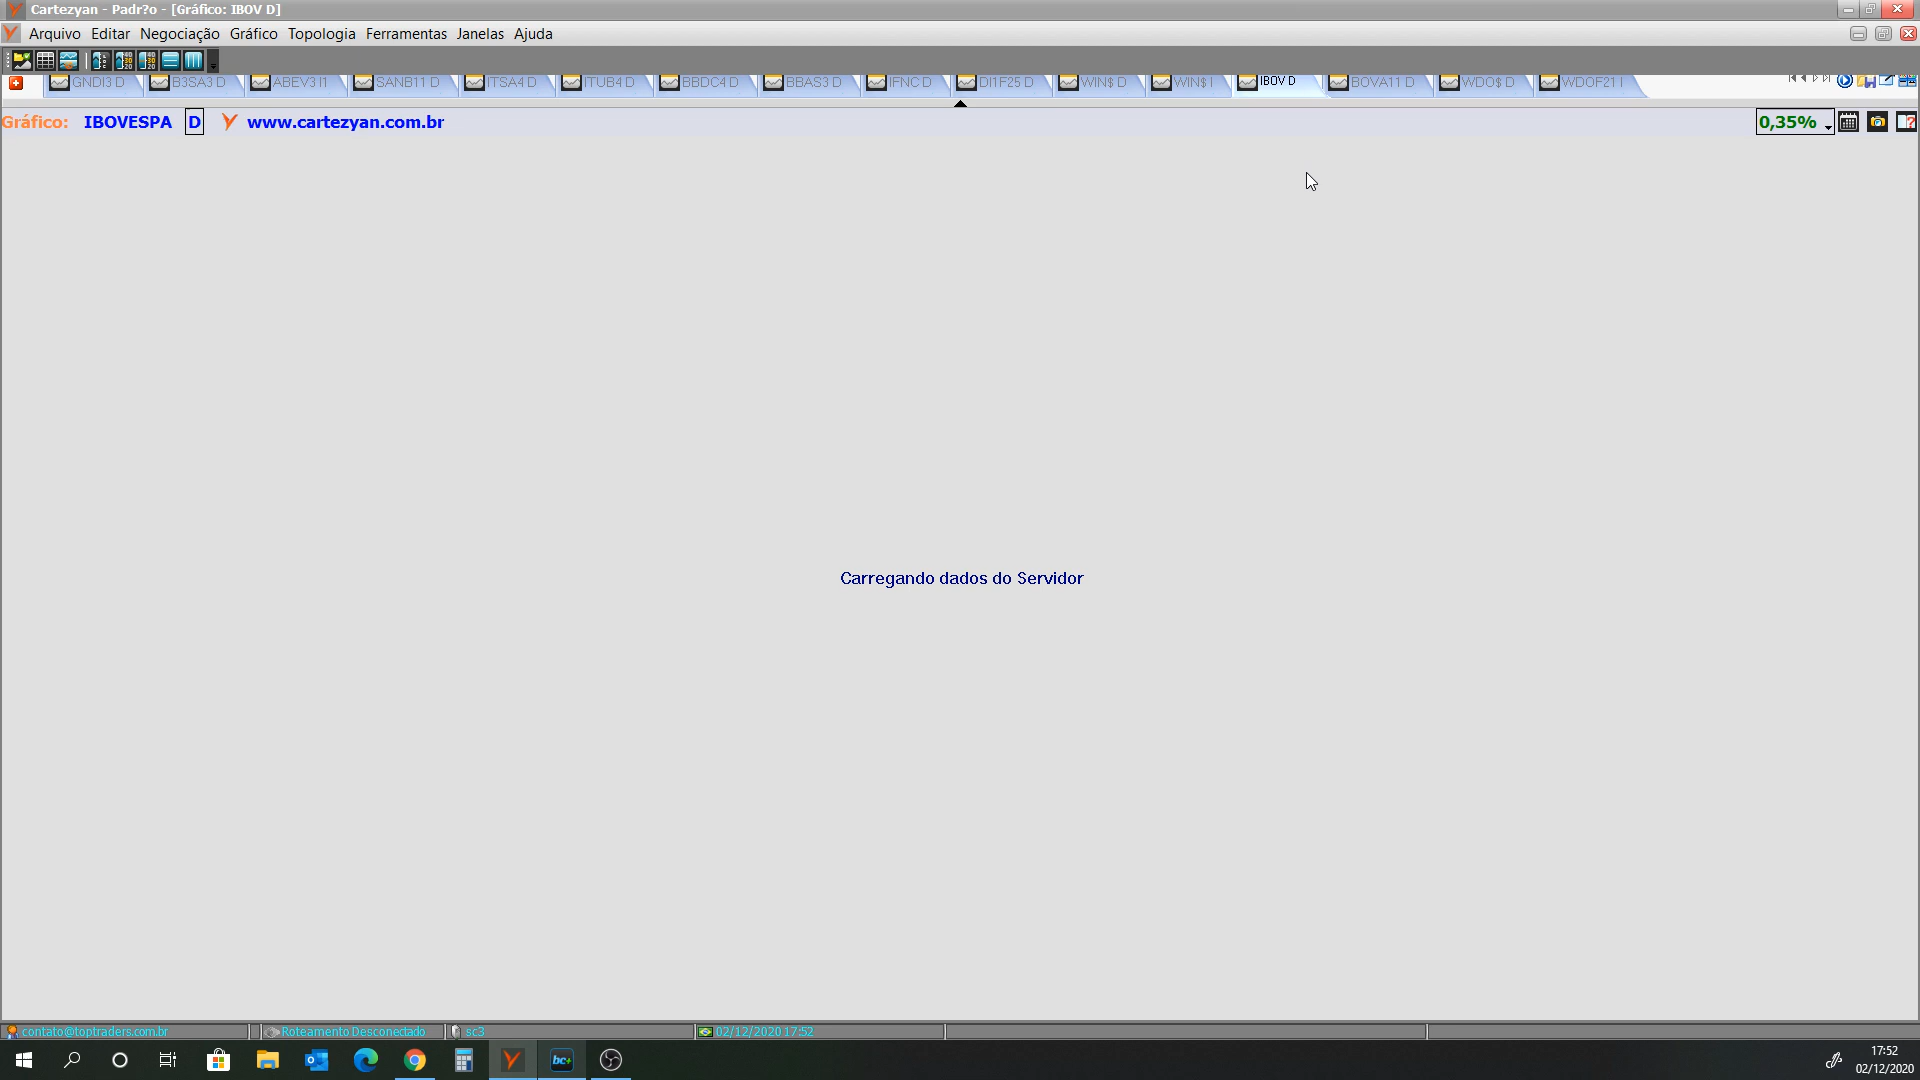 Cartezyan - Padr?o - [Gráfico: IBOV D]
Arquivo Editar Negociação Gráfico Topologia Ferramentas Janelas Ajuda
GNDI3 D B3SA3 D ABEV3 I1 SANB11 D ITSA4 D ITUB4 D BBDC4 D BBAS3 D IFNC D DI1F25 D WIN$ D WIN$ I IBOV D BOVA11 D WDO$ D WDOF21 I
Gráfico: IBOVESPA D www.cartezyan.com.br 0,35%
Carregando dados do Servidor
contato@toptraders.com.br Roteamento Desconectado sc3 02/12/2020 17:52
bc+ 17:52
02/12/2020